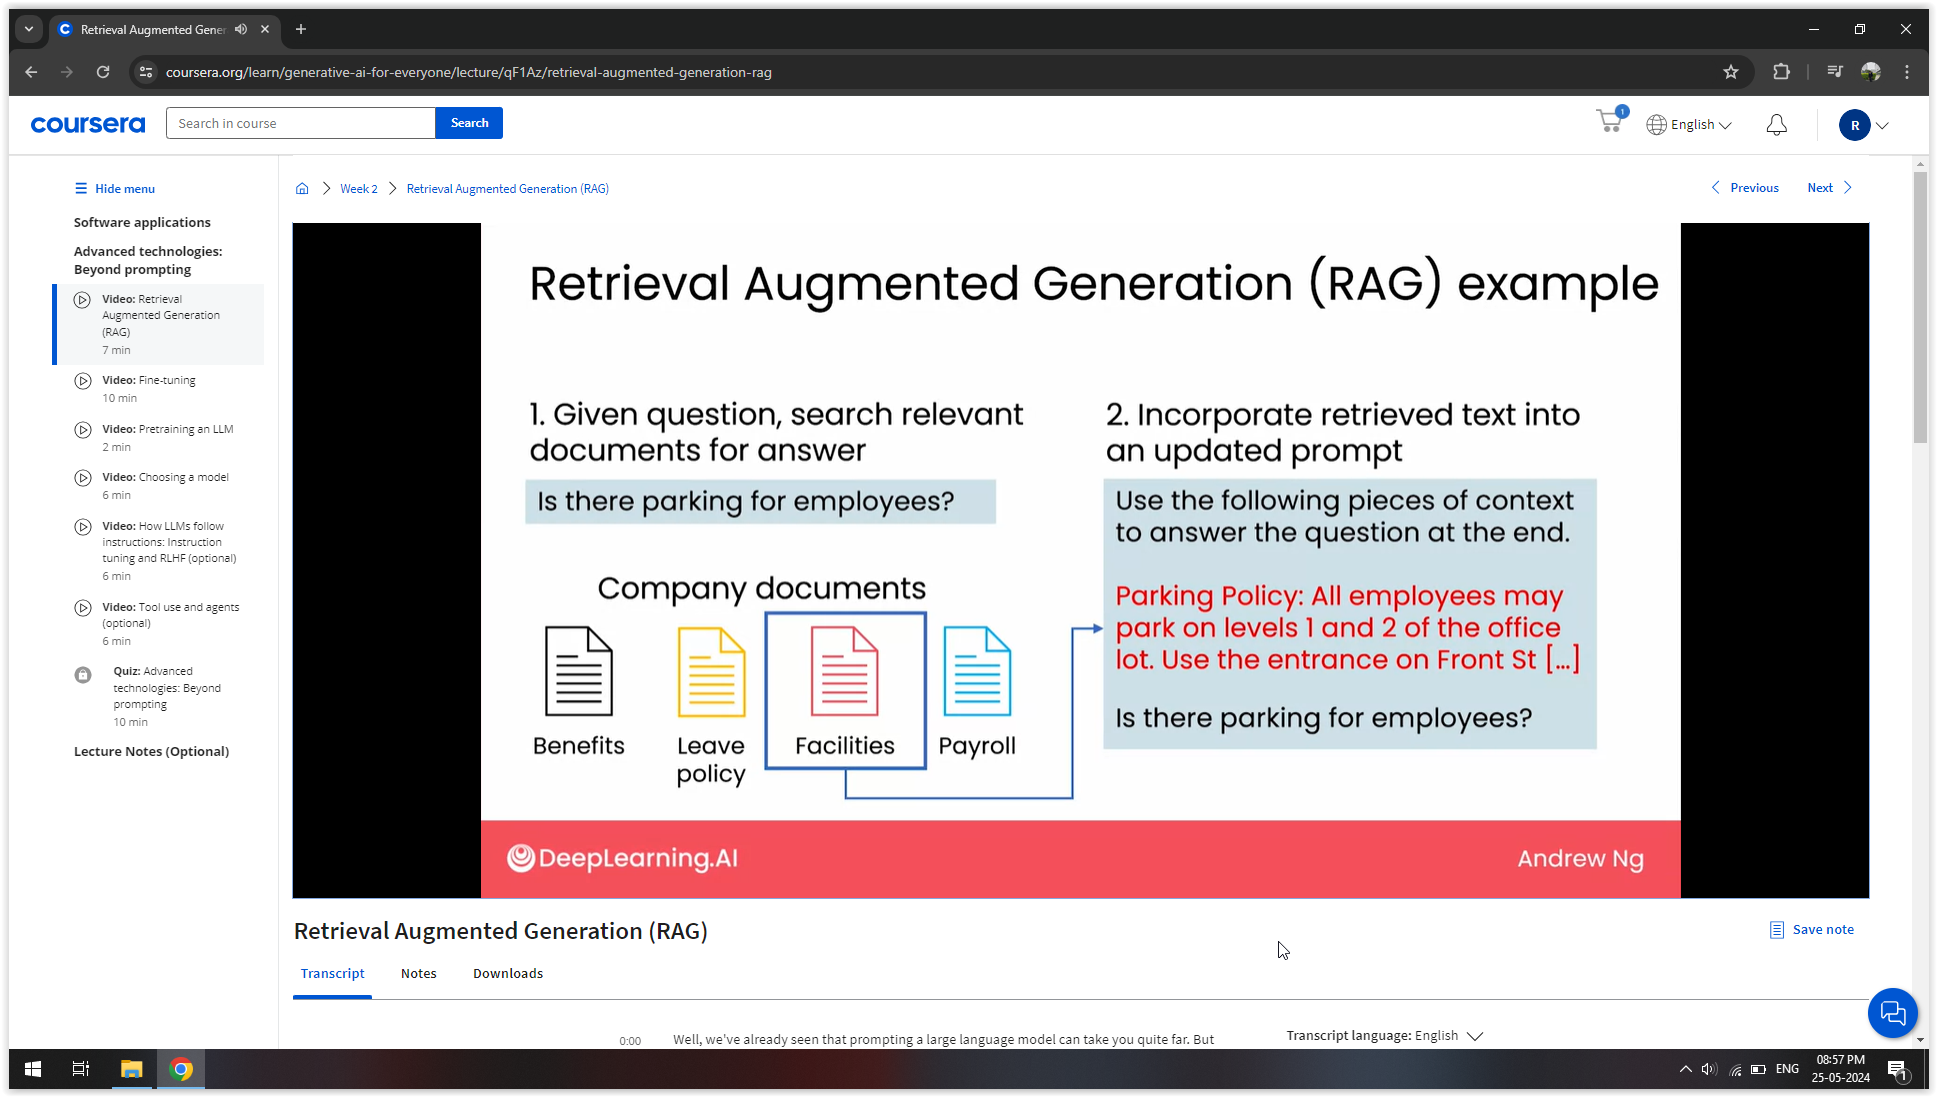 Retrieval Augmented Gener
coursera.org/learn/generative-ai-for-everyone/lecture/qF1Az/retrieval-augmented-generation-rag
coursera
Search in course
Search
1
English
R
Hide menu
Software applications
Advanced technologies:
Beyond prompting
Video: Retrieval
Augmented Generation
(RAG)
7 min
Video: Fine-tuning
10 min
Video: Pretraining an LLM
2 min
Video: Choosing a model
6 min
Video: How LLMs follow
instructions: Instruction
tuning and RLHF (optional)
6 min
Video: Tool use and agents
(optional)
6 min
Quiz: Advanced
technologies: Beyond
prompting
10 min
Lecture Notes (Optional)
Week 2
Retrieval Augmented Generation (RAG)
Previous
Next
Retrieval Augmented Generation (RAG) example
1. Given question, search relevant
documents for answer
Is there parking for employees?
Company documents
Benefits
Leave
policy
Facilities
Payroll
2. Incorporate retrieved text into
an updated prompt
Use the following pieces of context
to answer the question at the end.
Parking Policy: All employees may
park on levels 1 and 2 of the office
lot. Use the entrance on Front St [...]
Is there parking for employees?
DeepLearning.AI
Andrew Ng
Retrieval Augmented Generation (RAG)
Save note
Transcript
Notes
Downloads
0:00
Well, we've already seen that prompting a large language model can take you quite far. But
Transcript language: English
ENG
08:57 PM
25-05-2024
1